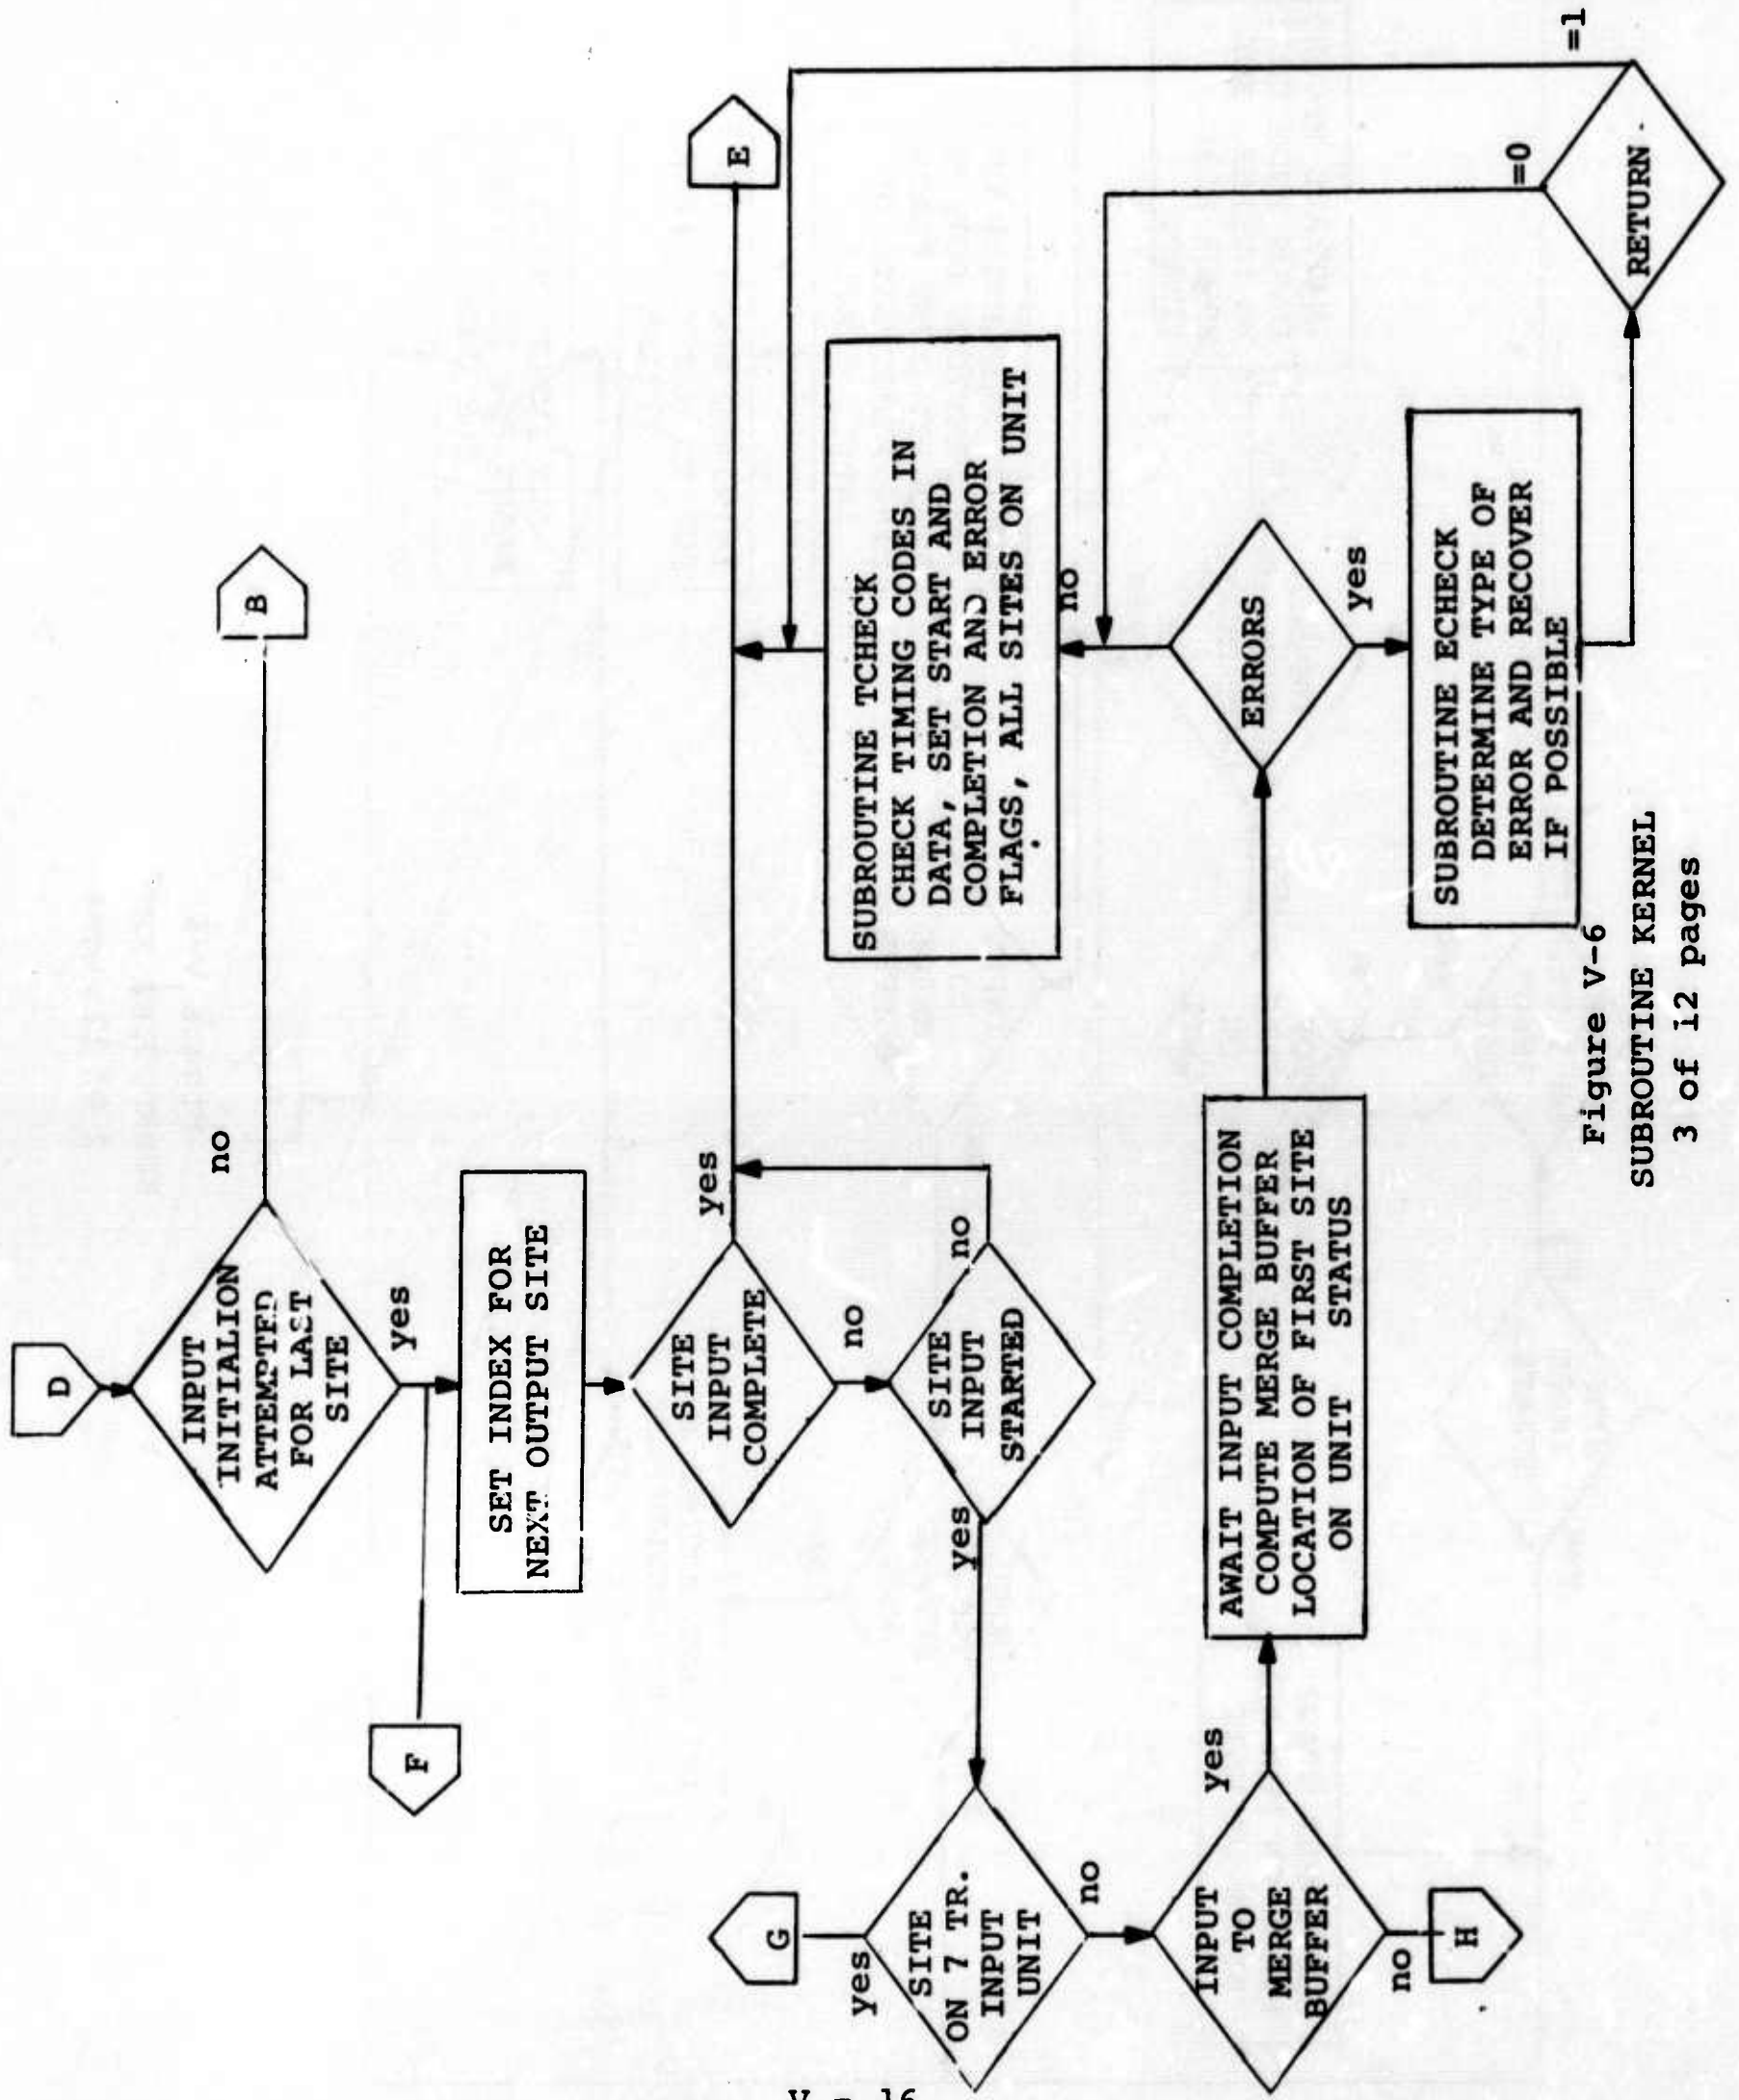 D
INPUT
INITIALION
ATTEMPTED
FOR LAST
SITE
no
B
yes
F
SET INDEX FOR
NEXT OUTPUT SITE
SITE
INPUT
COMPLETE
yes
E
no
SITE
INPUT
STARTED
no
yes
G
yes
SITE
ON 7 TR.
INPUT
UNIT
no
INPUT
TO
MERGE
BUFFER
yes
no
H
AWAIT INPUT COMPLETION
COMPUTE MERGE BUFFER
LOCATION OF FIRST SITE
ON UNIT STATUS
ERRORS
no
yes
SUBROUTINE TCHECK
CHECK TIMING CODES IN
DATA, SET START AND
COMPLETION AND ERROR
FLAGS, ALL SITES ON UNIT
SUBROUTINE ECHECK
DETERMINE TYPE OF
ERROR AND RECOVER
IF POSSIBLE
RETURN
=0
=1
Figure V-6
SUBROUTINE KERNEL
3 of 12 pages
V - 16